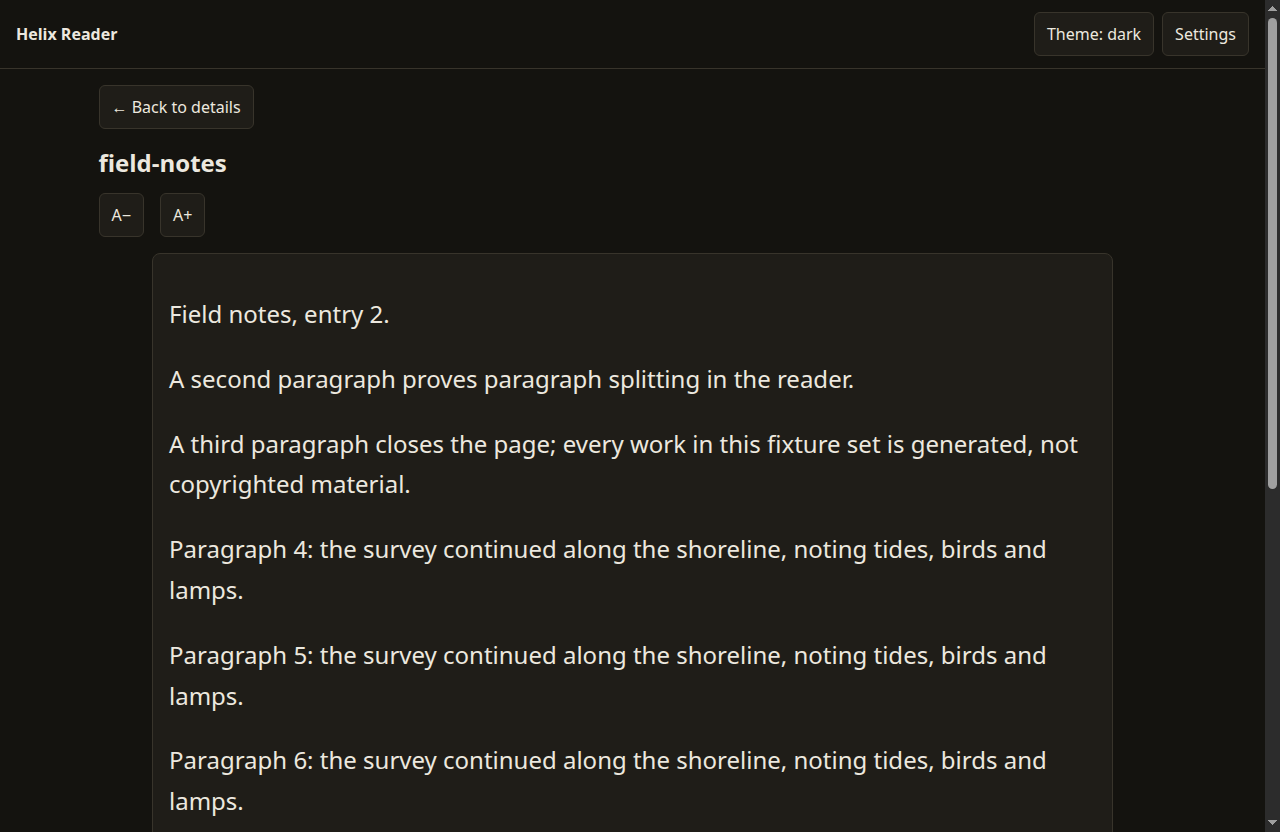 Helix Reader
Theme: dark
Settings
← Back to details
field-notes
A−
A+
Field notes, entry 2.
A second paragraph proves paragraph splitting in the reader.
A third paragraph closes the page; every work in this fixture set is generated, not
copyrighted material.
Paragraph 4: the survey continued along the shoreline, noting tides, birds and
lamps.
Paragraph 5: the survey continued along the shoreline, noting tides, birds and
lamps.
Paragraph 6: the survey continued along the shoreline, noting tides, birds and
lamps.